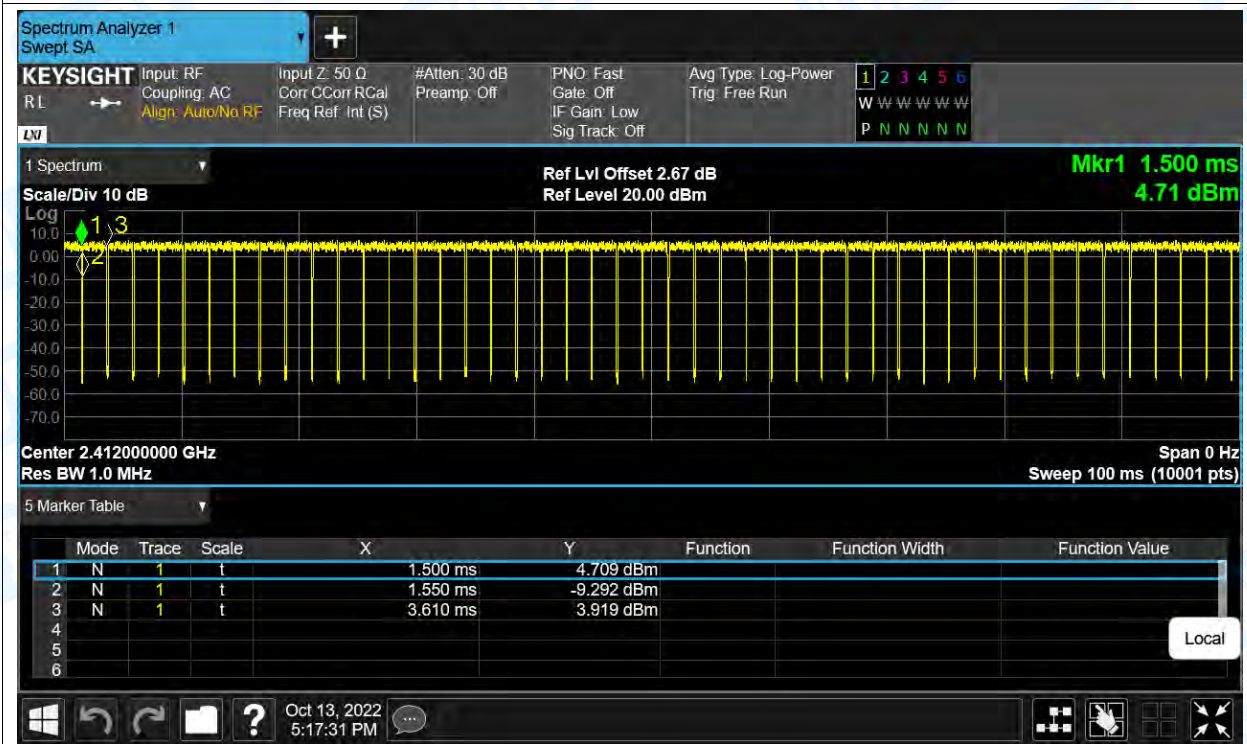 Spectrum Analyzer 1
Swept SA
+
KEYSIGHT Input: RF Input Z: 50 Ω #Atten: 30 dB PNO: Fast Avg Type: Log-Power 1 2 3 4 5 6
R L Coupling: AC Corr CCorr RCal Preamp: Off Gate: Off Trig: Free Run W W W W W W
Align: Auto/No RF Freq Ref: Int (S) IF Gain: Low
LXI Sig Track: Off P N N N N N
1 Spectrum Ref Lvl Offset 2.67 dB Mkr1 1.500 ms
Scale/Div 10 dB Ref Level 20.00 dBm 4.71 dBm
Log
1 3
10.0
2
0.00
-10.0
-20.0
-30.0
-40.0
-50.0
-60.0
-70.0
Center 2.412000000 GHz Span 0 Hz
Res BW 1.0 MHz Sweep 100 ms (10001 pts)
5 Marker Table
Mode Trace Scale X Y Function Function Width Function Value
1 N 1 t 1.500 ms 4.709 dBm
2 N 1 t 1.550 ms -9.292 dBm
3 N 1 t 3.610 ms 3.919 dBm
4
5
6
Local
? Oct 13, 2022
5:17:31 PM